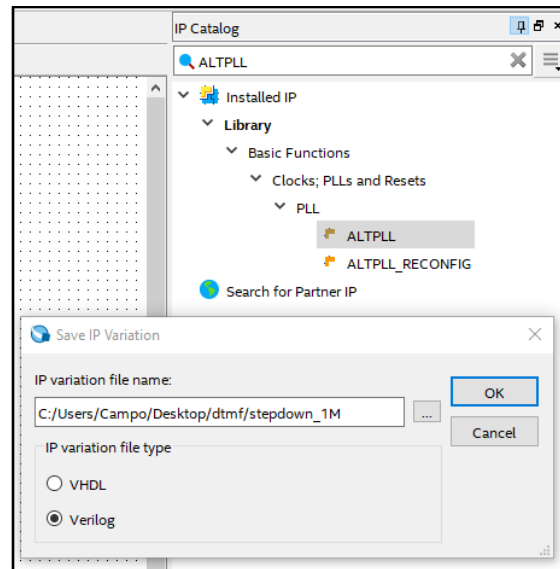 IP Catalog
ALTPLL
Installed IP
Library
Basic Functions
Clocks; PLLs and Resets
PLL
ALTPLL
ALTPLL_RECONFIG
Search for Partner IP
Save IP Variation
IP variation file name:
C:/Users/Campo/Desktop/dtmf/stepdown_1M
...
OK
Cancel
IP variation file type
VHDL
Verilog